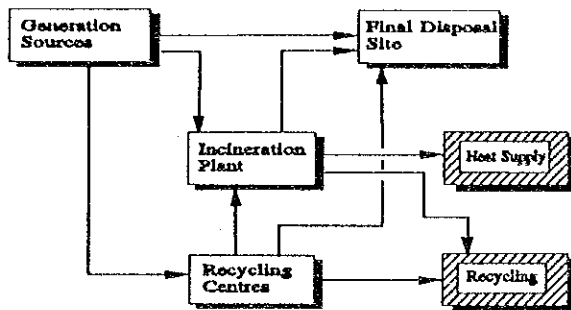 Generation
Sources
Final Disposal
Site
Incineration
Plant
Heat Supply
Recycling
Centres
Recycling